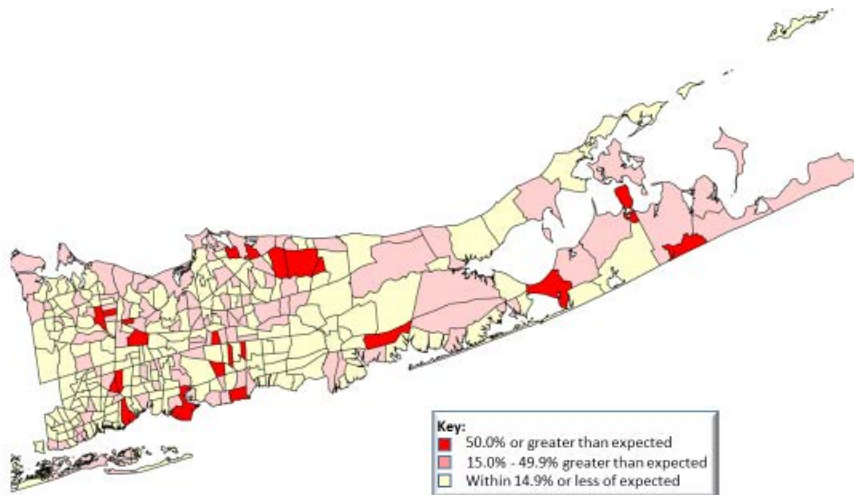 Key:
50.0% or greater than expected
15.0% - 49.9% greater than expected
Within 14.9% or less of expected